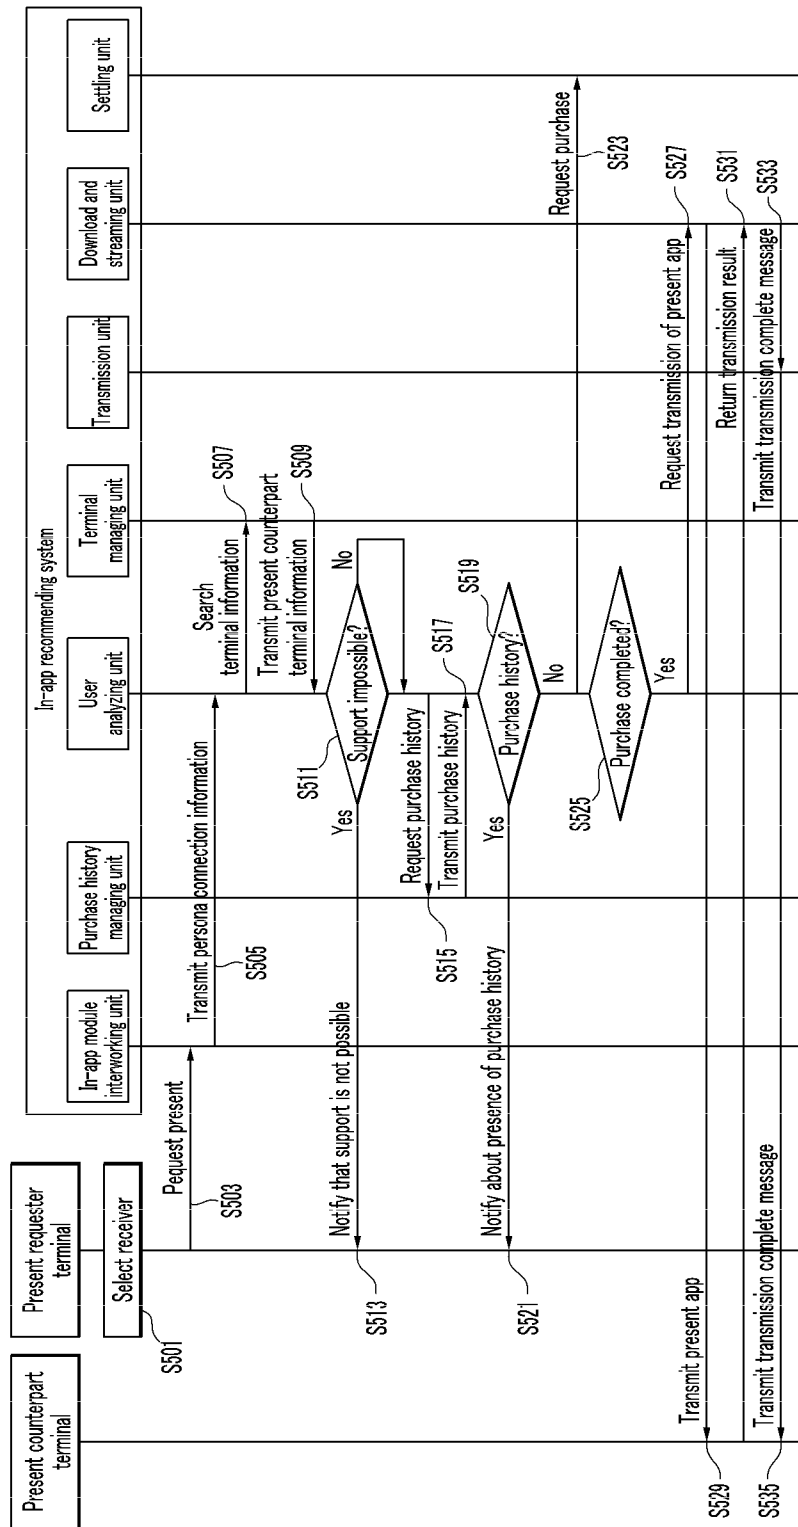 In-app recommending system
Present counterpart
terminal
Present requester
terminal
In-app module
interworking unit
Purchase history
managing unit
User
analyzing unit
Terminal
managing unit
Transmission unit
Download and
streaming unit
Settling unit
Select receiver
S501
Pequest present
S503
Transmit persona connection information
S505
Search
terminal information
S507
Transmit present counterpart
terminal information
S509
Support impossible?
S511
No
Yes
Notify that support is not possible
S513
Request purchase history
S515
Transmit purchase history
S517
Purchase history?
S519
Yes
No
Notify about presence of purchase history
S521
Request purchase
S523
Purchase completed?
S525
Yes
Request transmission of present app
S527
Transmit present app
S529
Return transmission result
S531
Transmit transmission complete message
S533
Transmit transmission complete message
S535